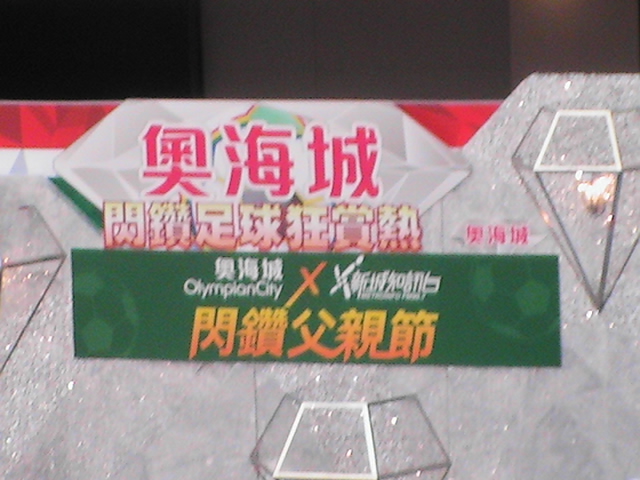 奧海城
閃鑽足球狂賞熱
奧海城
奧海城 X 新城知訊台
OlympianCity
閃鑽父親節